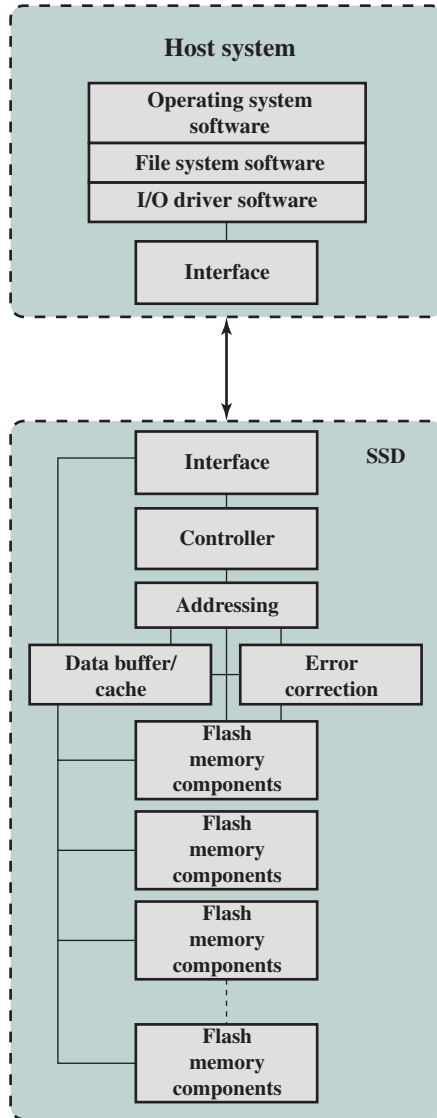 Host system
Operating system
software
File system software
I/O driver software
Interface
SSD
Interface
Controller
Addressing
Data buffer/
cache
Error
correction
Flash
memory
components
Flash
memory
components
Flash
memory
components
Flash
memory
components